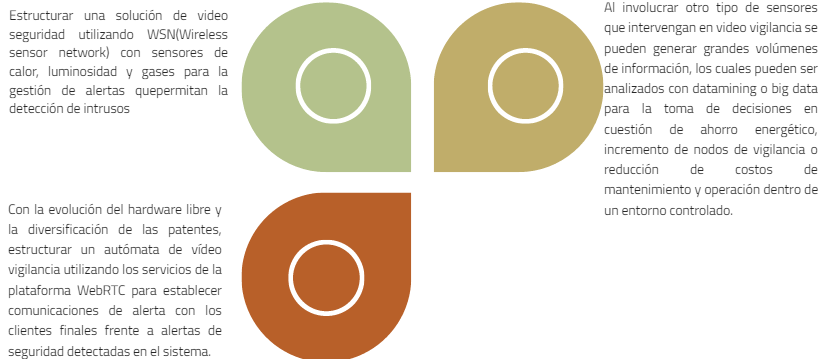 Estructurar una solución de video
seguridad utilizando WSN(Wireless
sensor network) con sensores de
calor, luminosidad y gases para la
gestión de alertas quepermitan la
detección de intrusos
Al involucrar otro tipo de sensores
que intervengan en video vigilancia se
pueden generar grandes volúmenes
de información, los cuales pueden ser
analizados con datamining o big data
para la toma de decisiones en
cuestión de ahorro energético,
incremento de nodos de vigilancia o
reducción de costos de
mantenimiento y operación dentro de
un entorno controlado.
Con la evolución del hardware libre y
la diversificación de las patentes,
estructurar un autómata de vídeo
vigilancia utilizando los servicios de la
plataforma WebRTC para establecer
comunicaciones de alerta con los
clientes finales frente a alertas de
seguridad detectadas en el sistema.